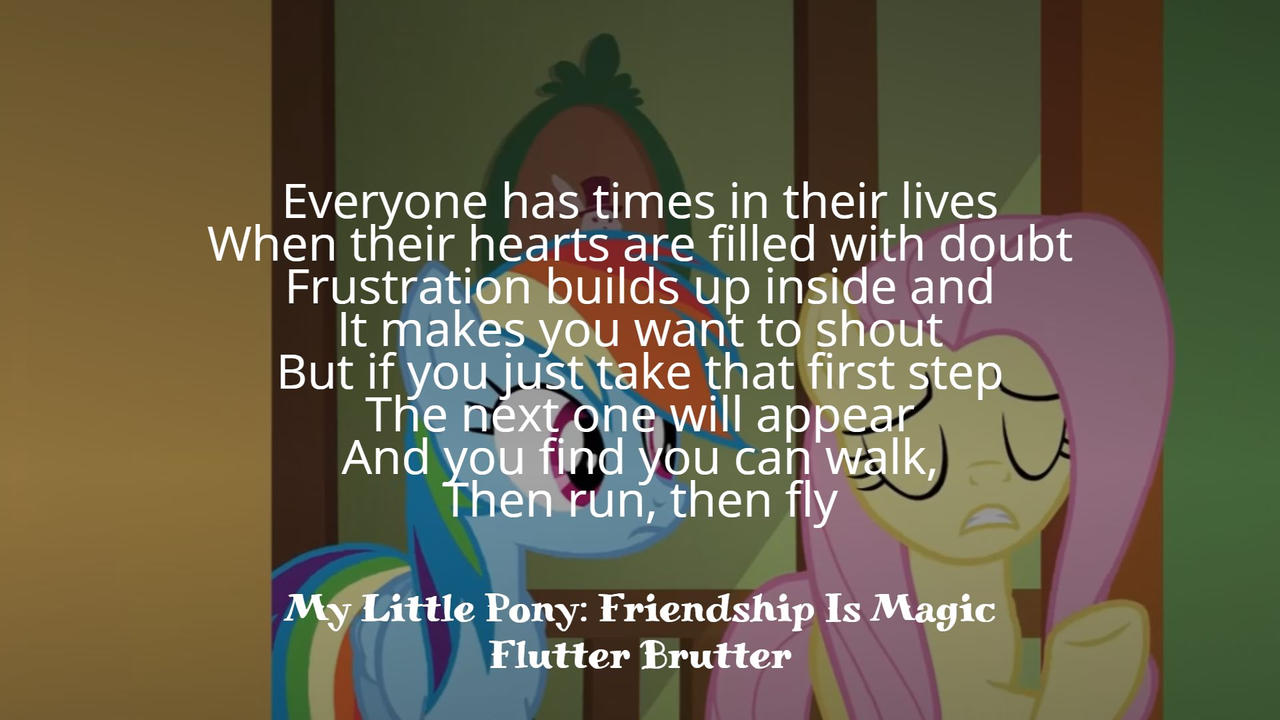 Everyone has times in their lives
When their hearts are filled with doubt
Frustration builds up inside and
It makes you want to shout
But if you just take that first step
The next one will appear
And you find you can walk,
Then run, then fly
My Little Pony: Friendship Is Magic
Flutter Brutter